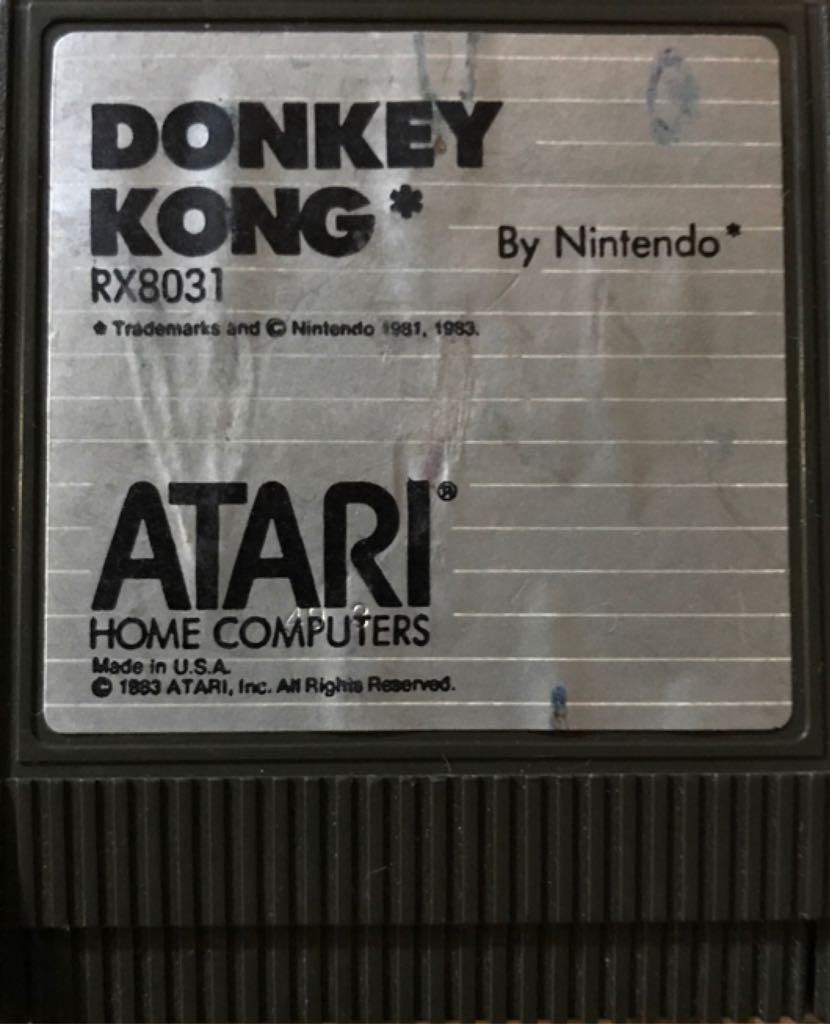 DONKEY
KONG*
By Nintendo*
RX8031
* Trademarks and © Nintendo 1981, 1983.
ATARI®
HOME COMPUTERS
Made in U.S.A.
© 1983 ATARI, Inc. All Rights Reserved.